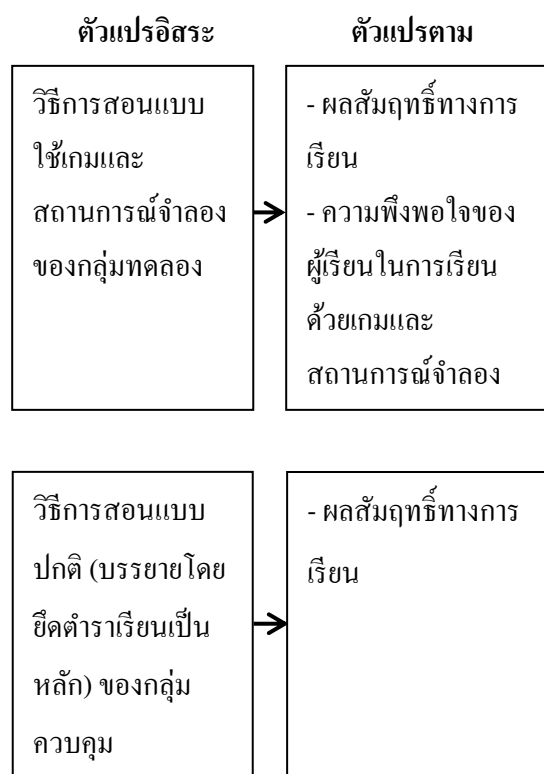 ตัวแปรอิสระ
ตัวแปรตาม
วิธีการสอนแบบ
ใช้เกมและ
สถานการณ์จำลอง
ของกลุ่มทดลอง
- ผลสัมฤทธิ์ทางการ
เรียน
- ความพึงพอใจของ
ผู้เรียนในการเรียน
ด้วยเกมและ
สถานการณ์จำลอง
วิธีการสอนแบบ
ปกติ (บรรยายโดย
ยึดตำราเรียนเป็น
หลัก) ของกลุ่ม
ควบคุม
- ผลสัมฤทธิ์ทางการ
เรียน